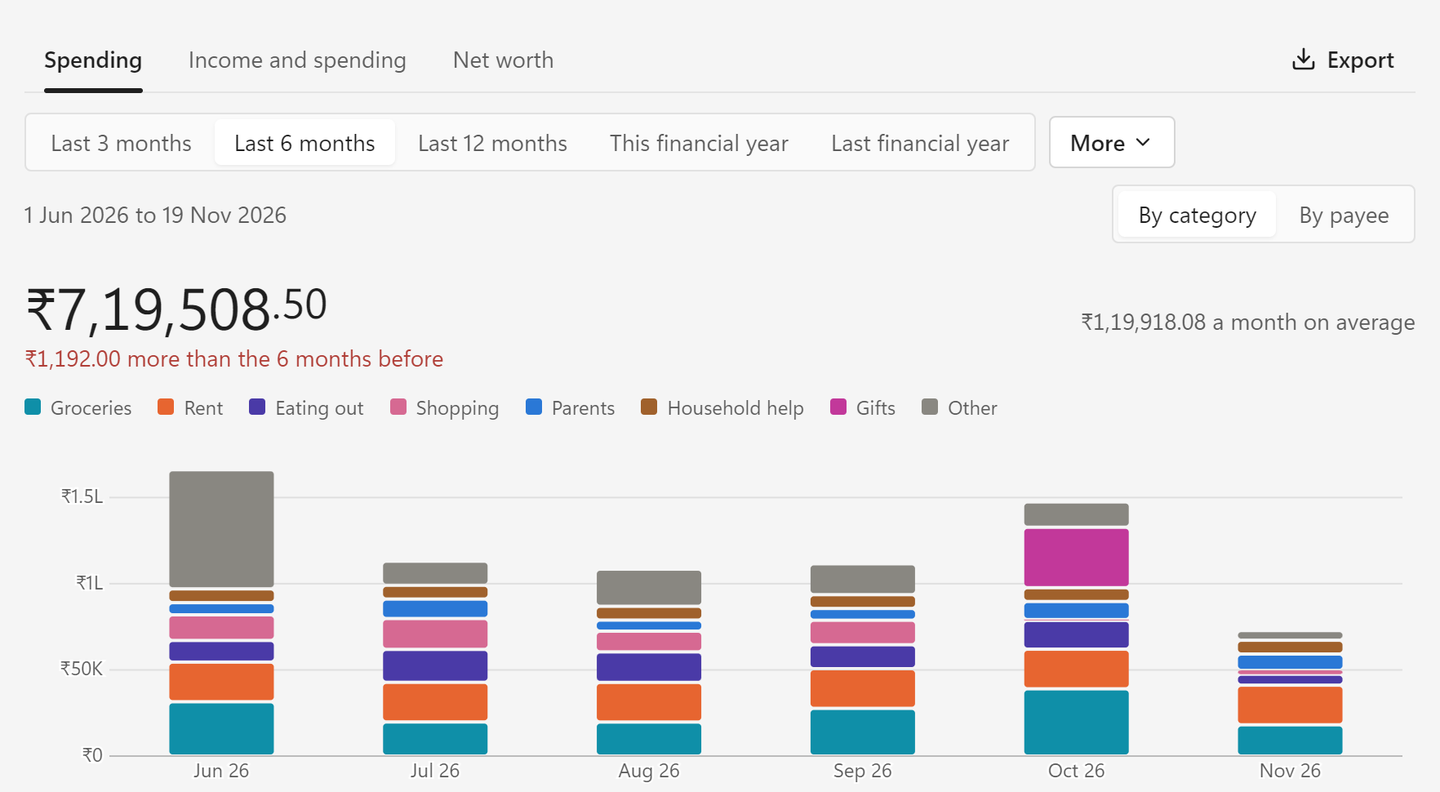 Spending Income and spending Net worth Export
Last 3 months Last 6 months Last 12 months This financial year Last financial year More
1 Jun 2026 to 19 Nov 2026 By category By payee
₹7,19,508.50
₹1,19,918.08 a month on average
₹1,192.00 more than the 6 months before
Groceries Rent Eating out Shopping Parents Household help Gifts Other
₹1.5L
₹1L
₹50K
₹0
Jun 26 Jul 26 Aug 26 Sep 26 Oct 26 Nov 26